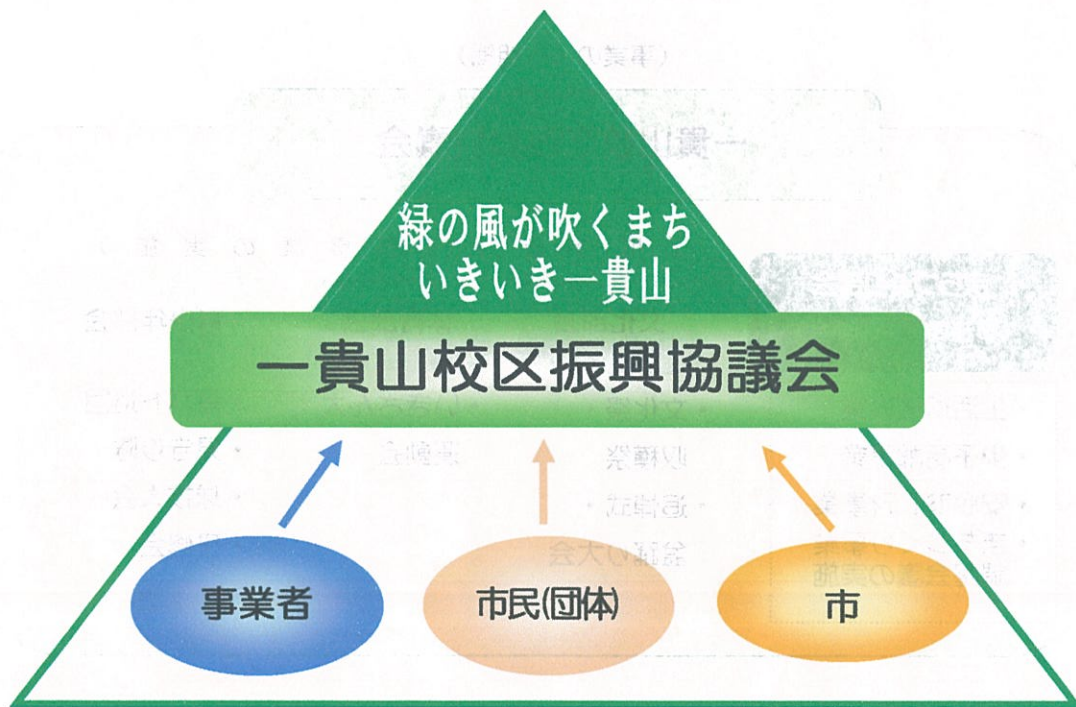 緑の風が吹くまち
いきいき一貴山
一貴山校区振興協議会
事業者
市民(団体)
市